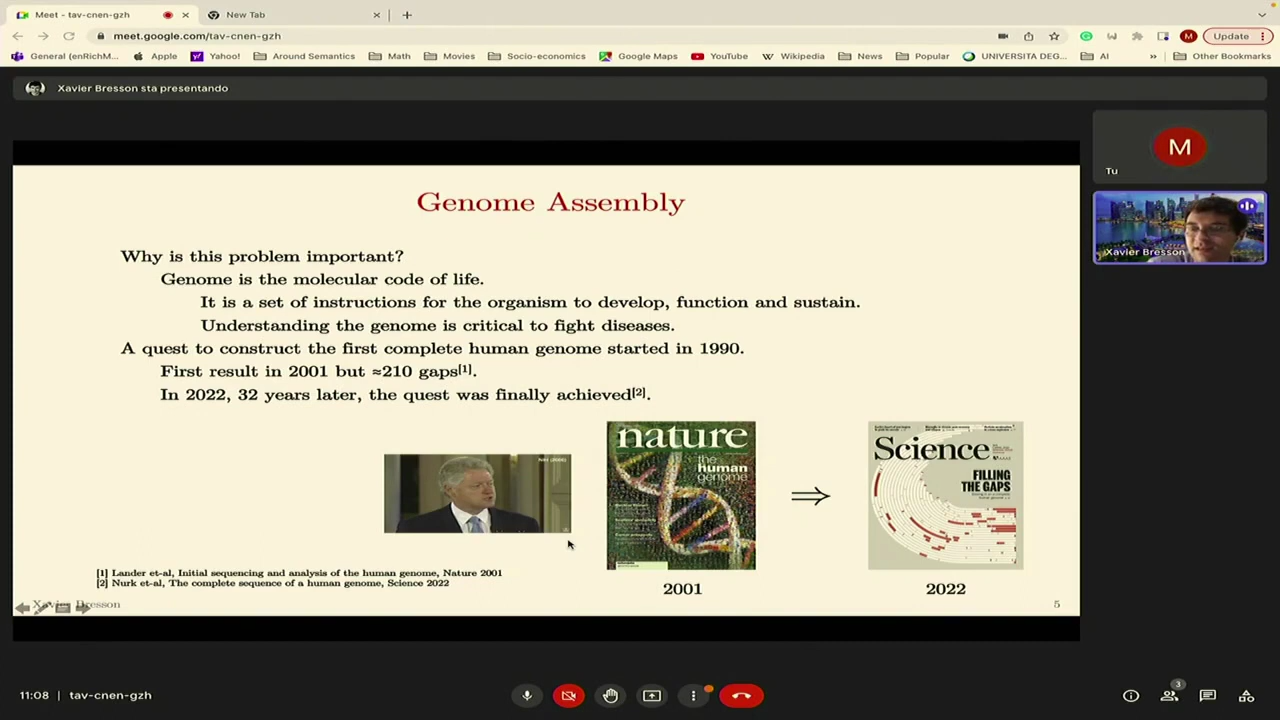 Meet - tav-cnen-gzh
New Tab
meet.google.com/tav-cnen-gzh
Update
General (enRichM...
Apple
Yahoo!
Around Semantics
Math
Movies
Socio-economics
Google Maps
YouTube
Wikipedia
News
Popular
UNIVERSITA DEG...
AI
»
Other Bookmarks
Xavier Bresson sta presentando
M
Tu
Xavier Bresson
Genome Assembly
Why is this problem important?
Genome is the molecular code of life.
It is a set of instructions for the organism to develop, function and sustain.
Understanding the genome is critical to fight diseases.
A quest to construct the first complete human genome started in 1990.
First result in 2001 but ≈210 gaps[1].
In 2022, 32 years later, the quest was finally achieved[2].
nature
the human genome
Science
FILLING THE GAPS
2001
2022
[1] Lander et-al, Initial sequencing and analysis of the human genome, Nature 2001
[2] Nurk et-al, The complete sequence of a human genome, Science 2022
Xavier Bresson
5
11:08 | tav-cnen-gzh
3